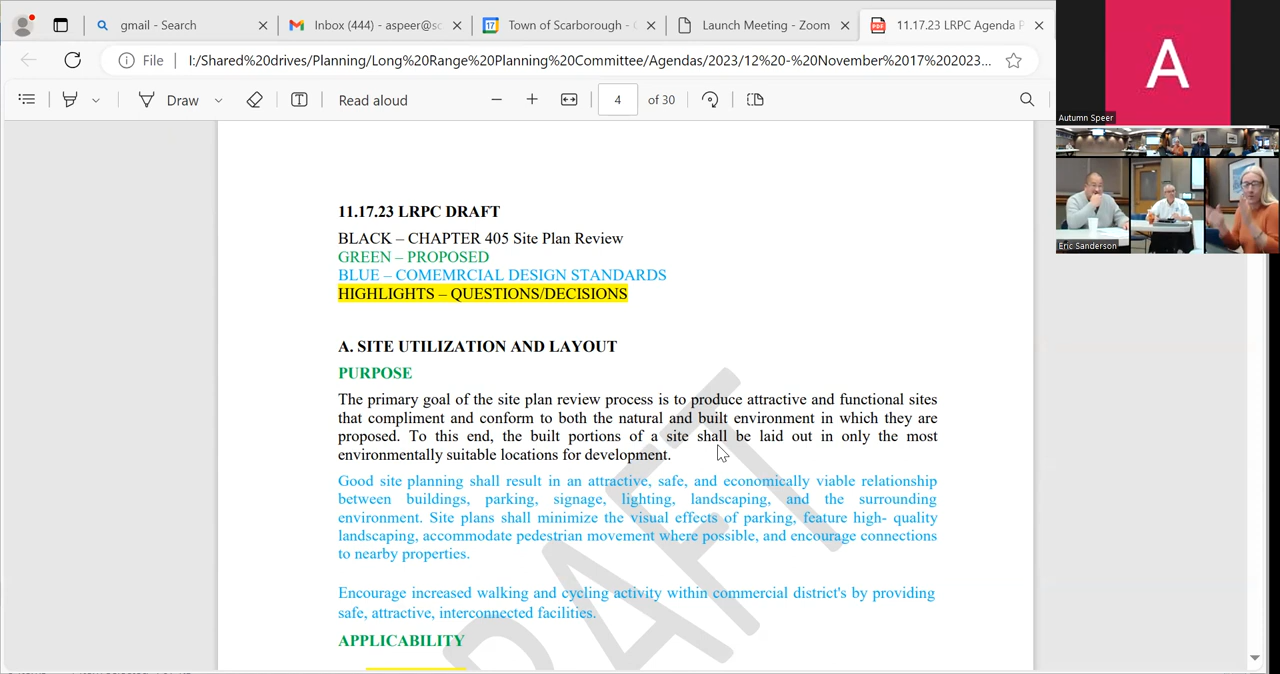 gmail - Search
Inbox (444) - aspeer@sc
Town of Scarborough - C
Launch Meeting - Zoom
11.17.23 LRPC Agenda P
File
I:/Shared%20drives/Planning/Long%20Range%20Planning%20Committee/Agendas/2023/12%20-%20November%2017%202023...
Draw
Read aloud
4
of 30
A
Autumn Speer
Eric Sanderson
11.17.23 LRPC DRAFT
BLACK – CHAPTER 405 Site Plan Review
GREEN – PROPOSED
BLUE – COMEMRCIAL DESIGN STANDARDS
HIGHLIGHTS – QUESTIONS/DECISIONS
A. SITE UTILIZATION AND LAYOUT
PURPOSE
The primary goal of the site plan review process is to produce attractive and functional sites
that compliment and conform to both the natural and built environment in which they are
proposed. To this end, the built portions of a site shall be laid out in only the most
environmentally suitable locations for development.
Good site planning shall result in an attractive, safe, and economically viable relationship
between buildings, parking, signage, lighting, landscaping, and the surrounding
environment. Site plans shall minimize the visual effects of parking, feature high- quality
landscaping, accommodate pedestrian movement where possible, and encourage connections
to nearby properties.
Encourage increased walking and cycling activity within commercial district's by providing
safe, attractive, interconnected facilities.
APPLICABILITY
DRAFT